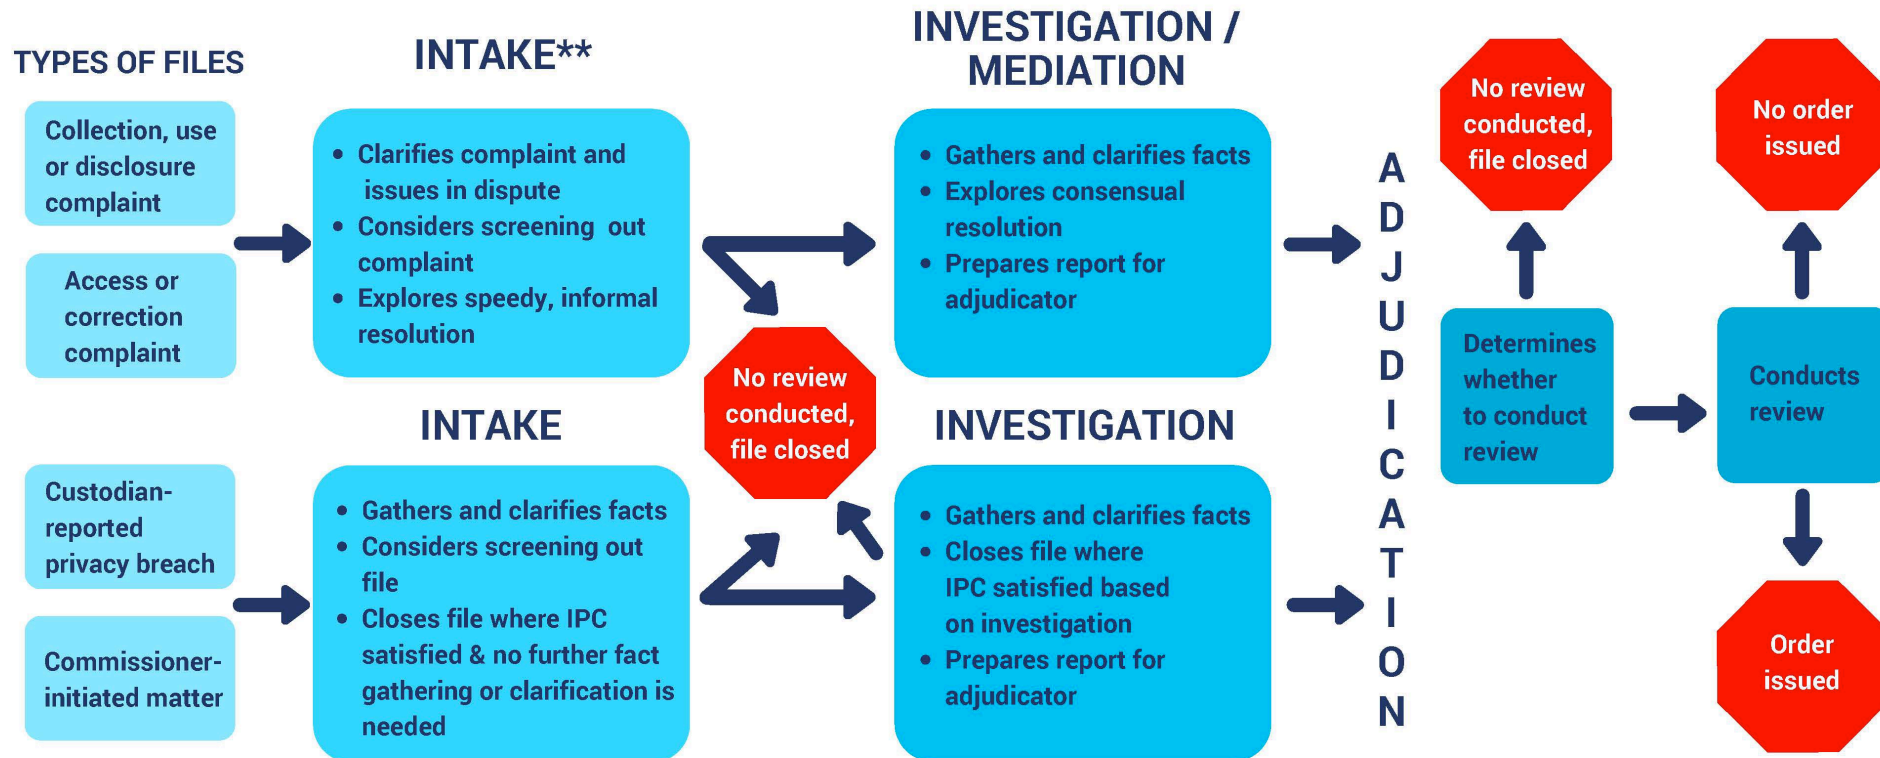 TYPES OF FILES
Collection, use
or disclosure
complaint
Access or
correction
complaint
Custodian-
reported
privacy breach
Commissioner-
initiated matter
INTAKE**
• Clarifies complaint and
issues in dispute
• Considers screening out
complaint
• Explores speedy, informal
resolution
INTAKE
• Gathers and clarifies facts
• Considers screening out
file
• Closes file where IPC
satisfied & no further fact
gathering or clarification is
needed
No review
conducted,
file closed
INVESTIGATION /
MEDIATION
• Gathers and clarifies facts
• Explores consensual
resolution
• Prepares report for
adjudicator
INVESTIGATION
• Gathers and clarifies facts
• Closes file where
IPC satisfied based
on investigation
• Prepares report for
adjudicator
A
D
J
U
D
I
C
A
T
I
O
N
No review
conducted,
file closed
Determines
whether
to conduct
review
No order
issued
Conducts
review
Order
issued